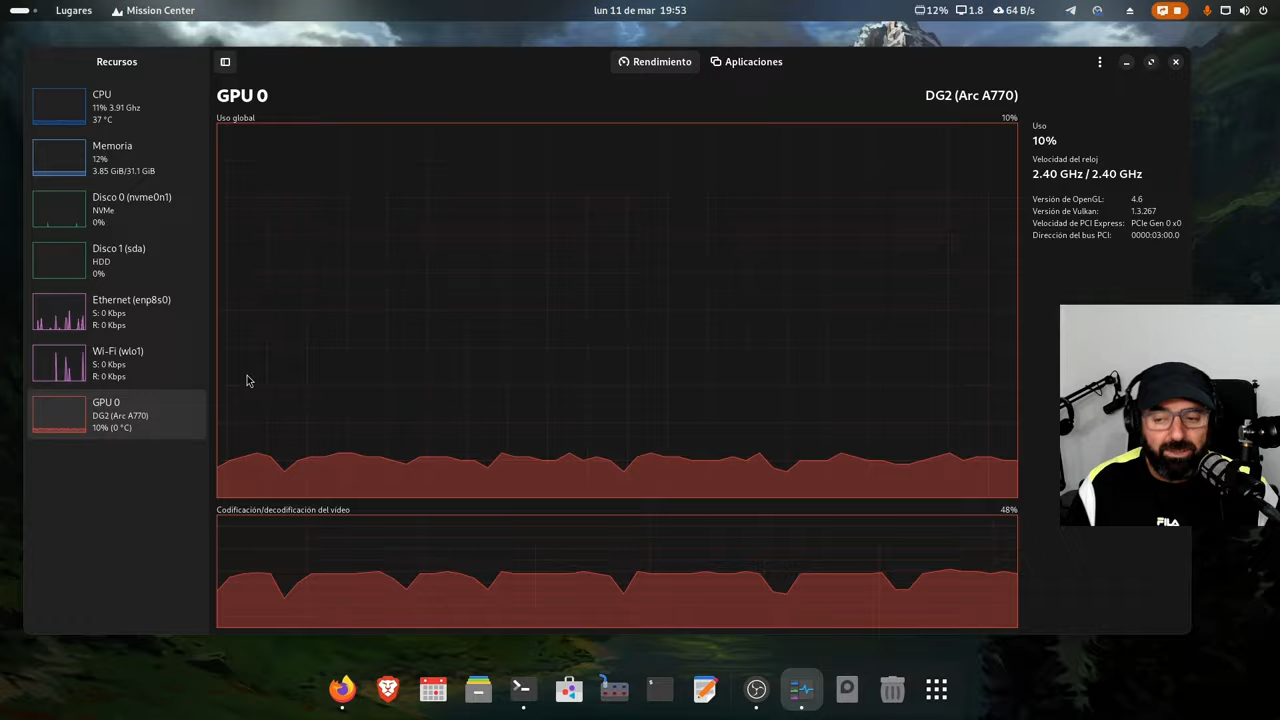 Lugares
Mission Center
lun 11 de mar 19:53
12%
1.8
64 B/s
Recursos
Rendimiento
Aplicaciones
CPU
11% 3.91 Ghz
37 °C
Memoria
12%
3.85 GiB/31.1 GiB
Disco 0 (nvme0n1)
NVMe
0%
Disco 1 (sda)
HDD
0%
Ethernet (enp8s0)
S: 0 Kbps
R: 0 Kbps
Wi-Fi (wlo1)
S: 0 Kbps
R: 0 Kbps
GPU 0
DG2 (Arc A770)
10% (0 °C)
GPU 0
DG2 (Arc A770)
Uso global
10%
Codificación/decodificación del vídeo
48%
Uso
10%
Velocidad del reloj
2.40 GHz / 2.40 GHz
Versión de OpenGL: 4.6
Versión de Vulkan: 1.3.267
Velocidad de PCI Express: PCIe Gen 0 x0
Dirección del bus PCI: 0000:03:00.0
FILA